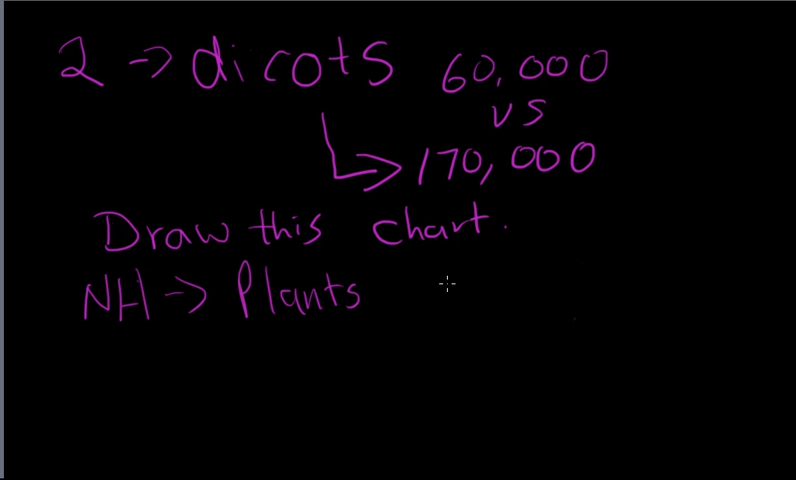 2 → dicots 60,000
vs
↳ 170,000
Draw this chart.
NH → Plants